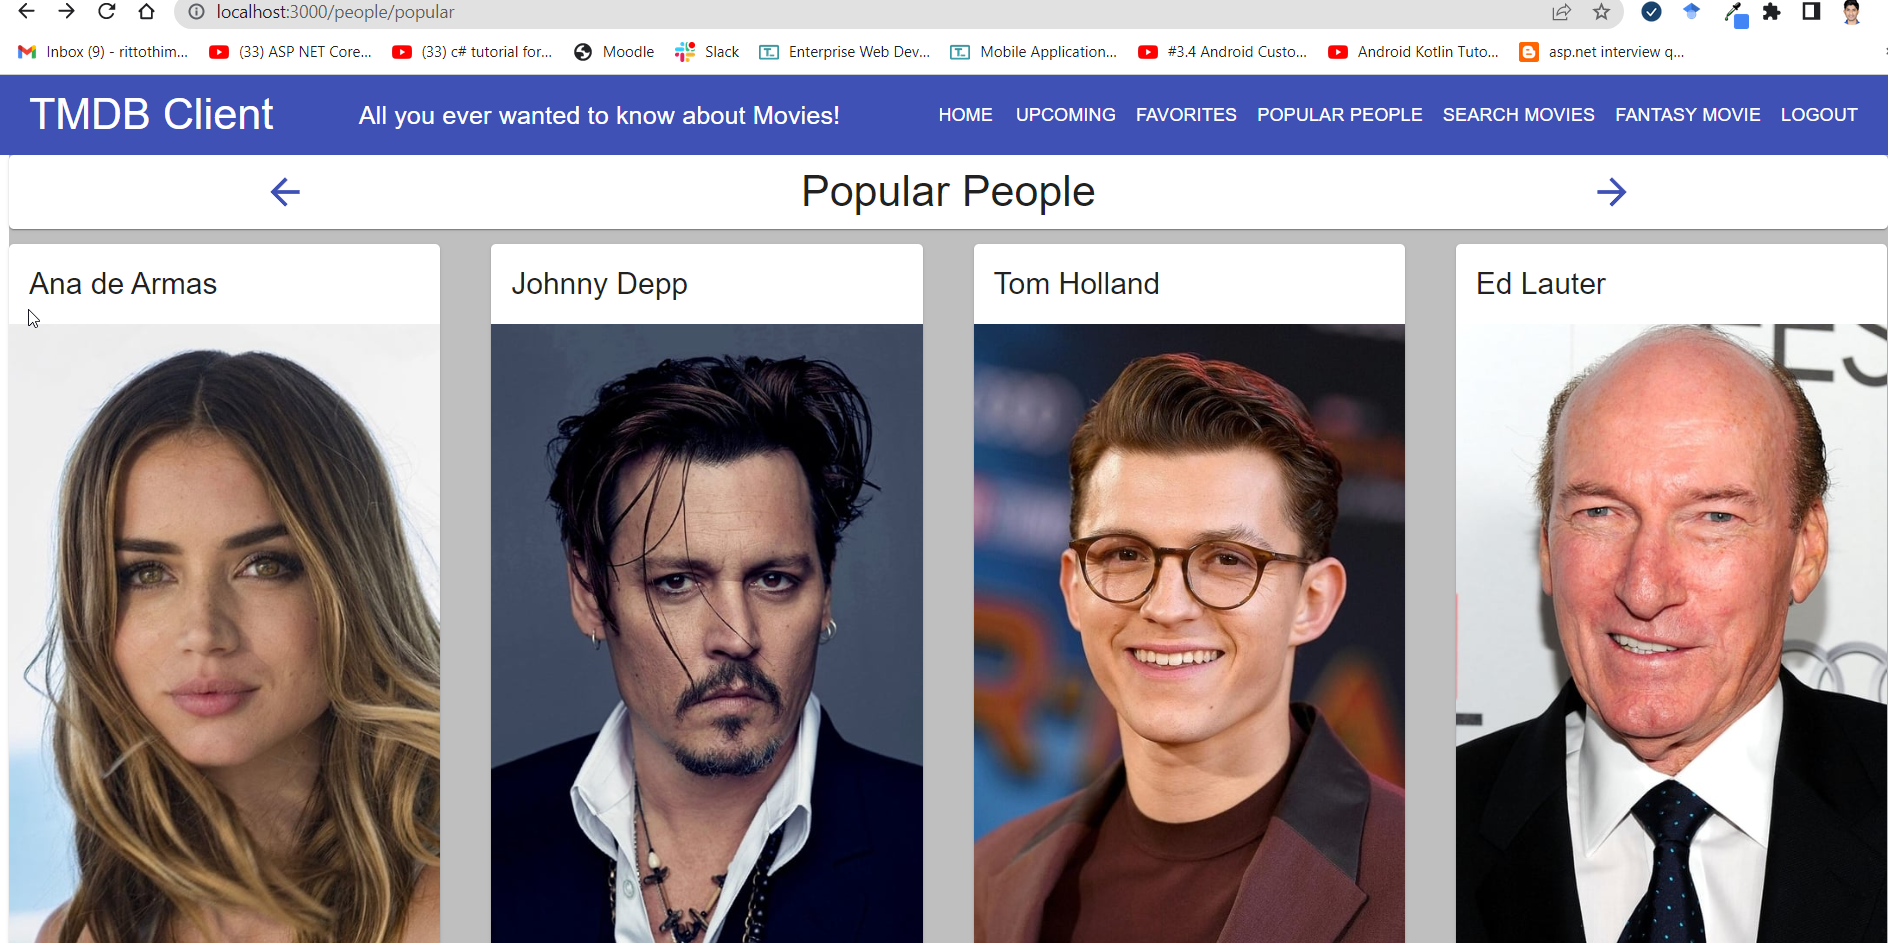 localhost:3000/people/popular
Inbox (9) - rittothim... (33) ASP NET Core... (33) c# tutorial for... Moodle Slack Enterprise Web Dev... Mobile Application... #3.4 Android Custo... Android Kotlin Tuto... asp.net interview q...
TMDB Client All you ever wanted to know about Movies! HOME UPCOMING FAVORITES POPULAR PEOPLE SEARCH MOVIES FANTASY MOVIE LOGOUT
Popular People
Ana de Armas Johnny Depp Tom Holland Ed Lauter